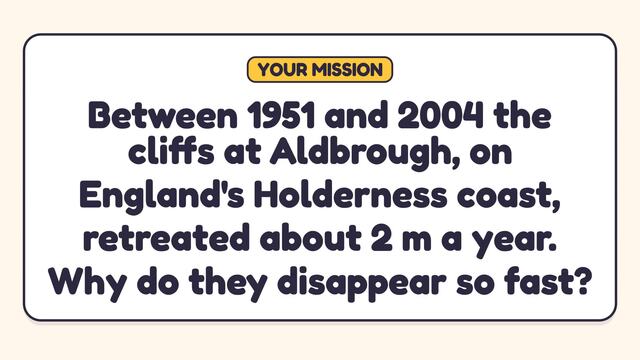 YOUR MISSION
Between 1951 and 2004 the
cliffs at Aldbrough, on
England's Holderness coast,
retreated about 2 m a year.
Why do they disappear so fast?